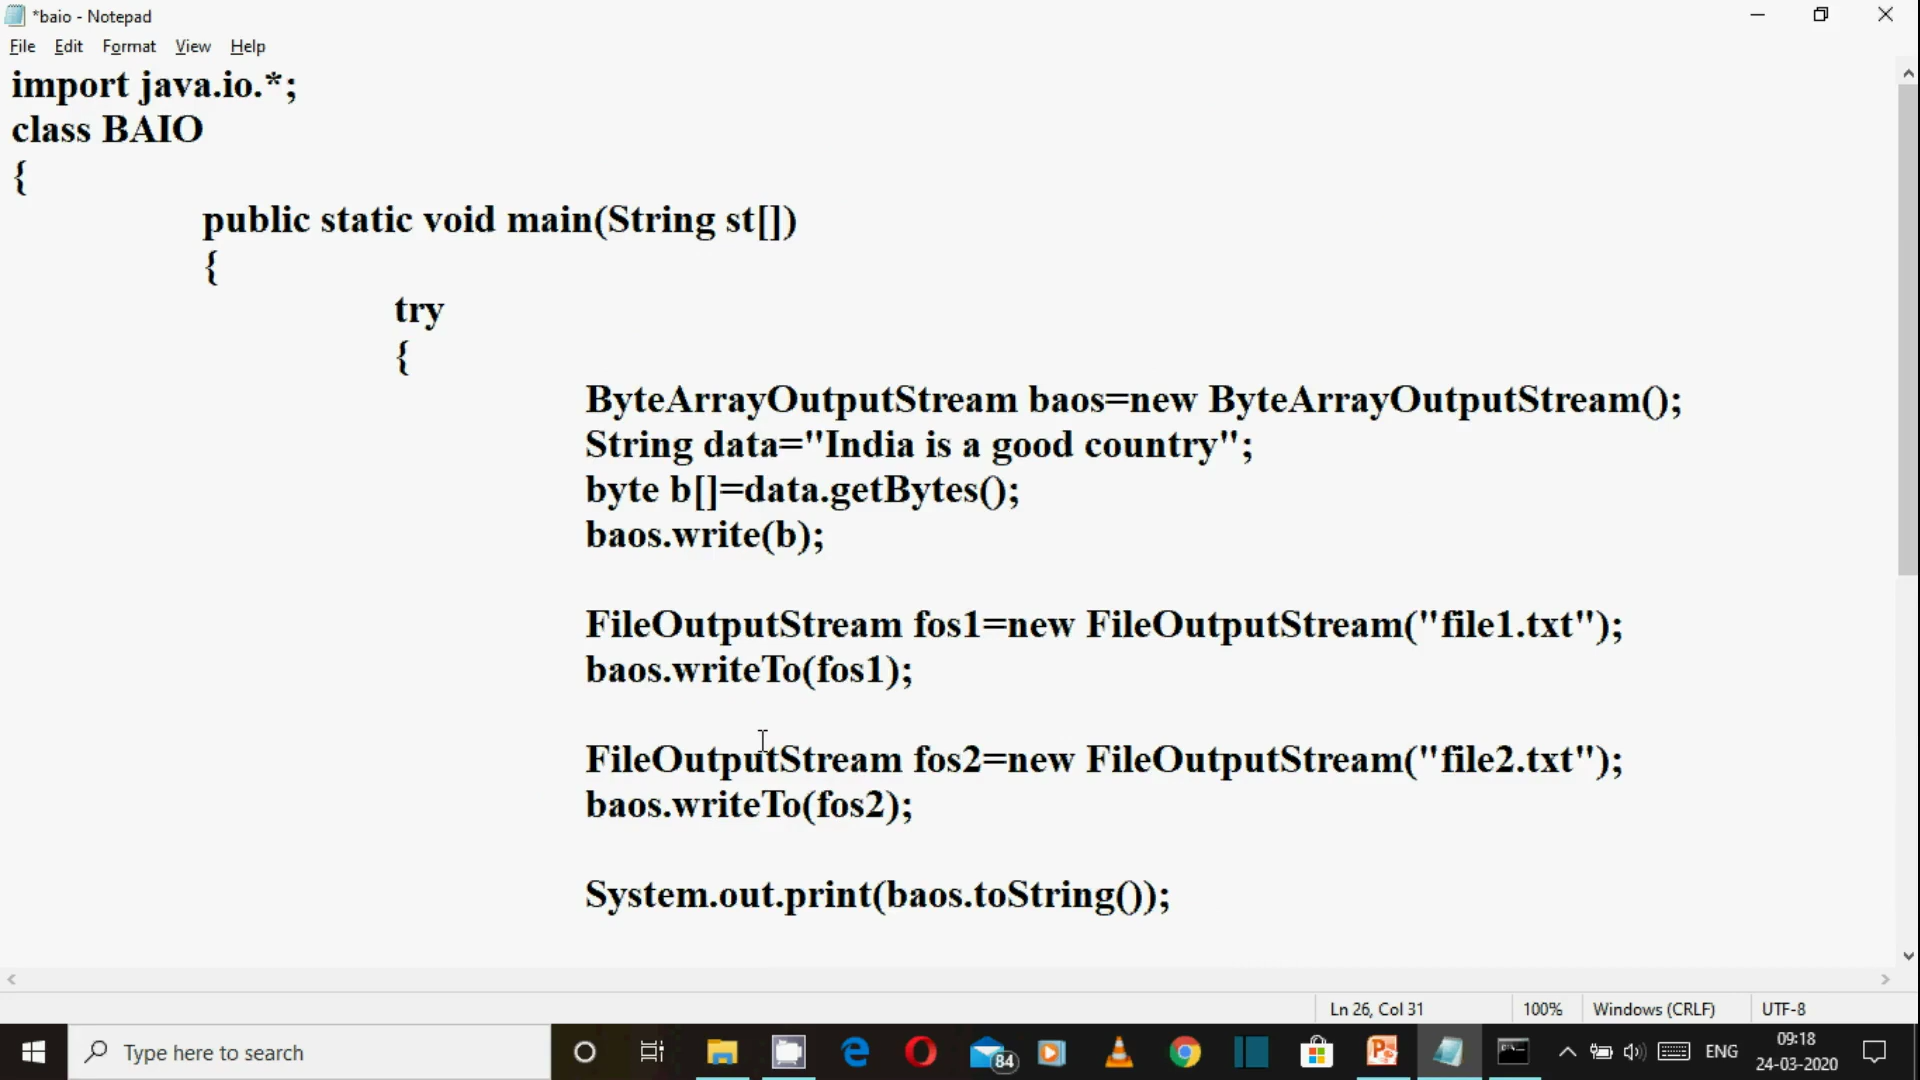 *baio - Notepad
File Edit Format View Help
import java.io.*;
class BAIO
{
public static void main(String st[])
{
try
{
ByteArrayOutputStream baos=new ByteArrayOutputStream();
String data="India is a good country";
byte b[]=data.getBytes();
baos.write(b);
FileOutputStream fos1=new FileOutputStream("file1.txt");
baos.writeTo(fos1);
FileOutputStream fos2=new FileOutputStream("file2.txt");
baos.writeTo(fos2);
System.out.print(baos.toString());
Ln 26, Col 31 100% Windows (CRLF) UTF-8
Type here to search 84 ENG 09:18
24-03-2020